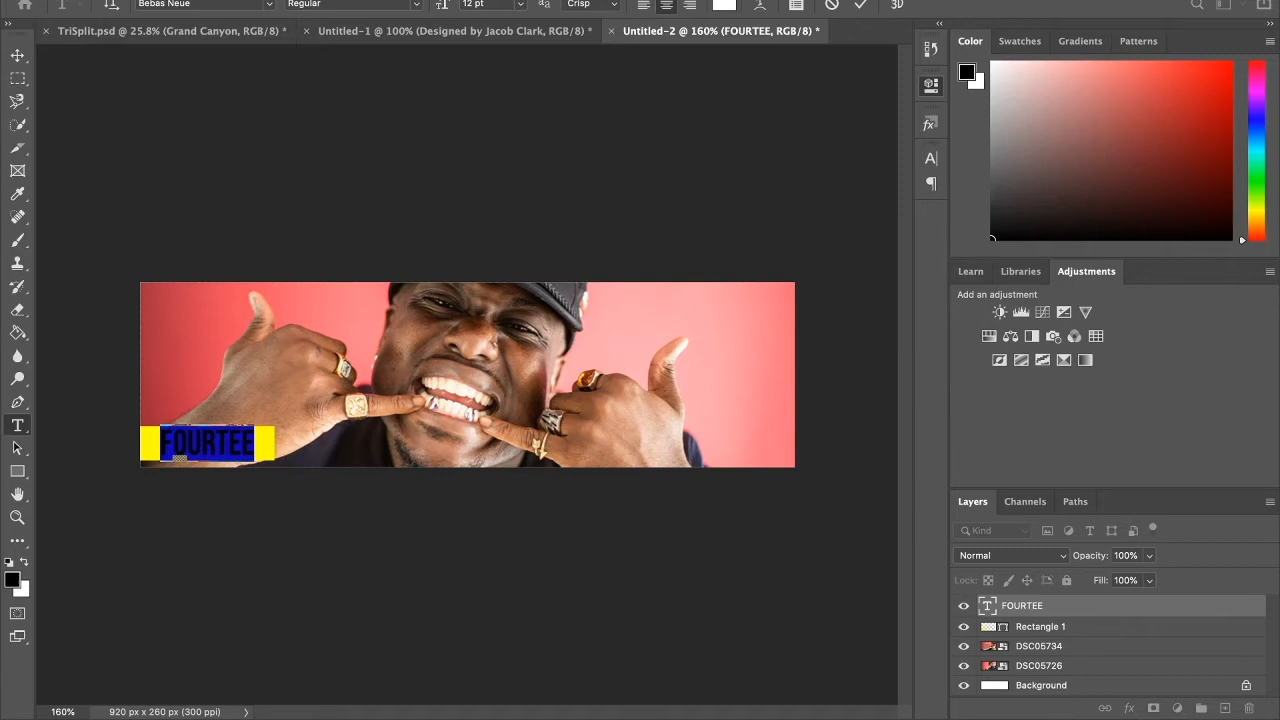 Bebas Neue
Regular
12 pt
Crisp
3D
TriSplit.psd @ 25.8% (Grand Canyon, RGB/8) *
Untitled-1 @ 100% (Designed by Jacob Clark, RGB/8) *
Untitled-2 @ 160% (FOURTEE, RGB/8) *
Color
Swatches
Gradients
Patterns
Learn
Libraries
Adjustments
Add an adjustment
FOURTEE
Layers
Channels
Paths
Kind
Normal
Opacity: 100%
Lock:
Fill: 100%
FOURTEE
Rectangle 1
DSC05734
DSC05726
Background
160%
920 px x 260 px (300 ppi)